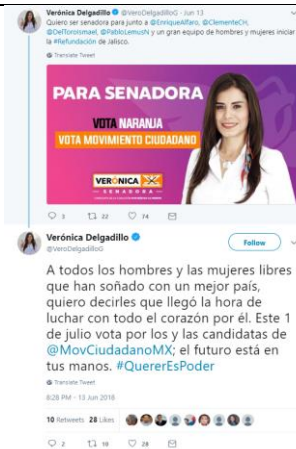 Verónica Delgadillo @VeroDelgadilloG · Jun 13
Quiero ser senadora para junto a @EnriqueAlfaro, @ClementeCH,
@DelToroIsmael, @PabloLemusN y un gran equipo de hombres y mujeres iniciar
la #Refundación de Jalisco.
Translate Tweet
PARA SENADORA
VOTA NARANJA
VOTA MOVIMIENTO CIUDADANO
VERÓNICA
SENADORA
3 22 74
Verónica Delgadillo
@VeroDelgadilloG
Follow
A todos los hombres y las mujeres libres
que han soñado con un mejor país,
quiero decirles que llegó la hora de
luchar con todo el corazón por él. Este 1
de julio vota por los y las candidatas de
@MovCiudadanoMX; el futuro está en
tus manos. #QuererEsPoder
Translate Tweet
8:28 PM - 13 Jun 2018
10 Retweets 28 Likes
2 10 28